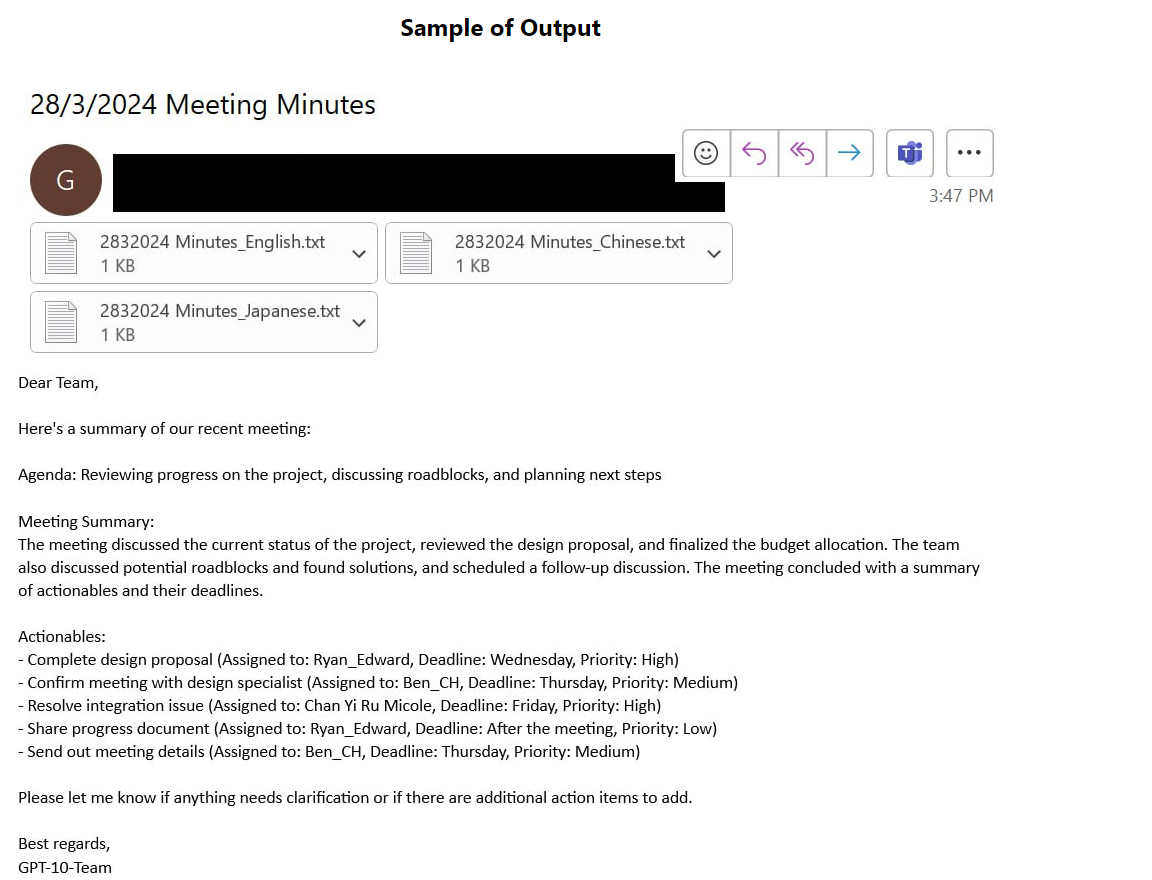 Sample of Output
28/3/2024 Meeting Minutes
G
3:47 PM
2832024 Minutes_English.txt
1 KB
2832024 Minutes_Chinese.txt
1 KB
2832024 Minutes_Japanese.txt
1 KB
Dear Team,
Here's a summary of our recent meeting:
Agenda: Reviewing progress on the project, discussing roadblocks, and planning next steps
Meeting Summary:
The meeting discussed the current status of the project, reviewed the design proposal, and finalized the budget allocation. The team
also discussed potential roadblocks and found solutions, and scheduled a follow-up discussion. The meeting concluded with a summary
of actionables and their deadlines.
Actionables:
- Complete design proposal (Assigned to: Ryan_Edward, Deadline: Wednesday, Priority: High)
- Confirm meeting with design specialist (Assigned to: Ben_CH, Deadline: Thursday, Priority: Medium)
- Resolve integration issue (Assigned to: Chan Yi Ru Micole, Deadline: Friday, Priority: High)
- Share progress document (Assigned to: Ryan_Edward, Deadline: After the meeting, Priority: Low)
- Send out meeting details (Assigned to: Ben_CH, Deadline: Thursday, Priority: Medium)
Please let me know if anything needs clarification or if there are additional action items to add.
Best regards,
GPT-10-Team